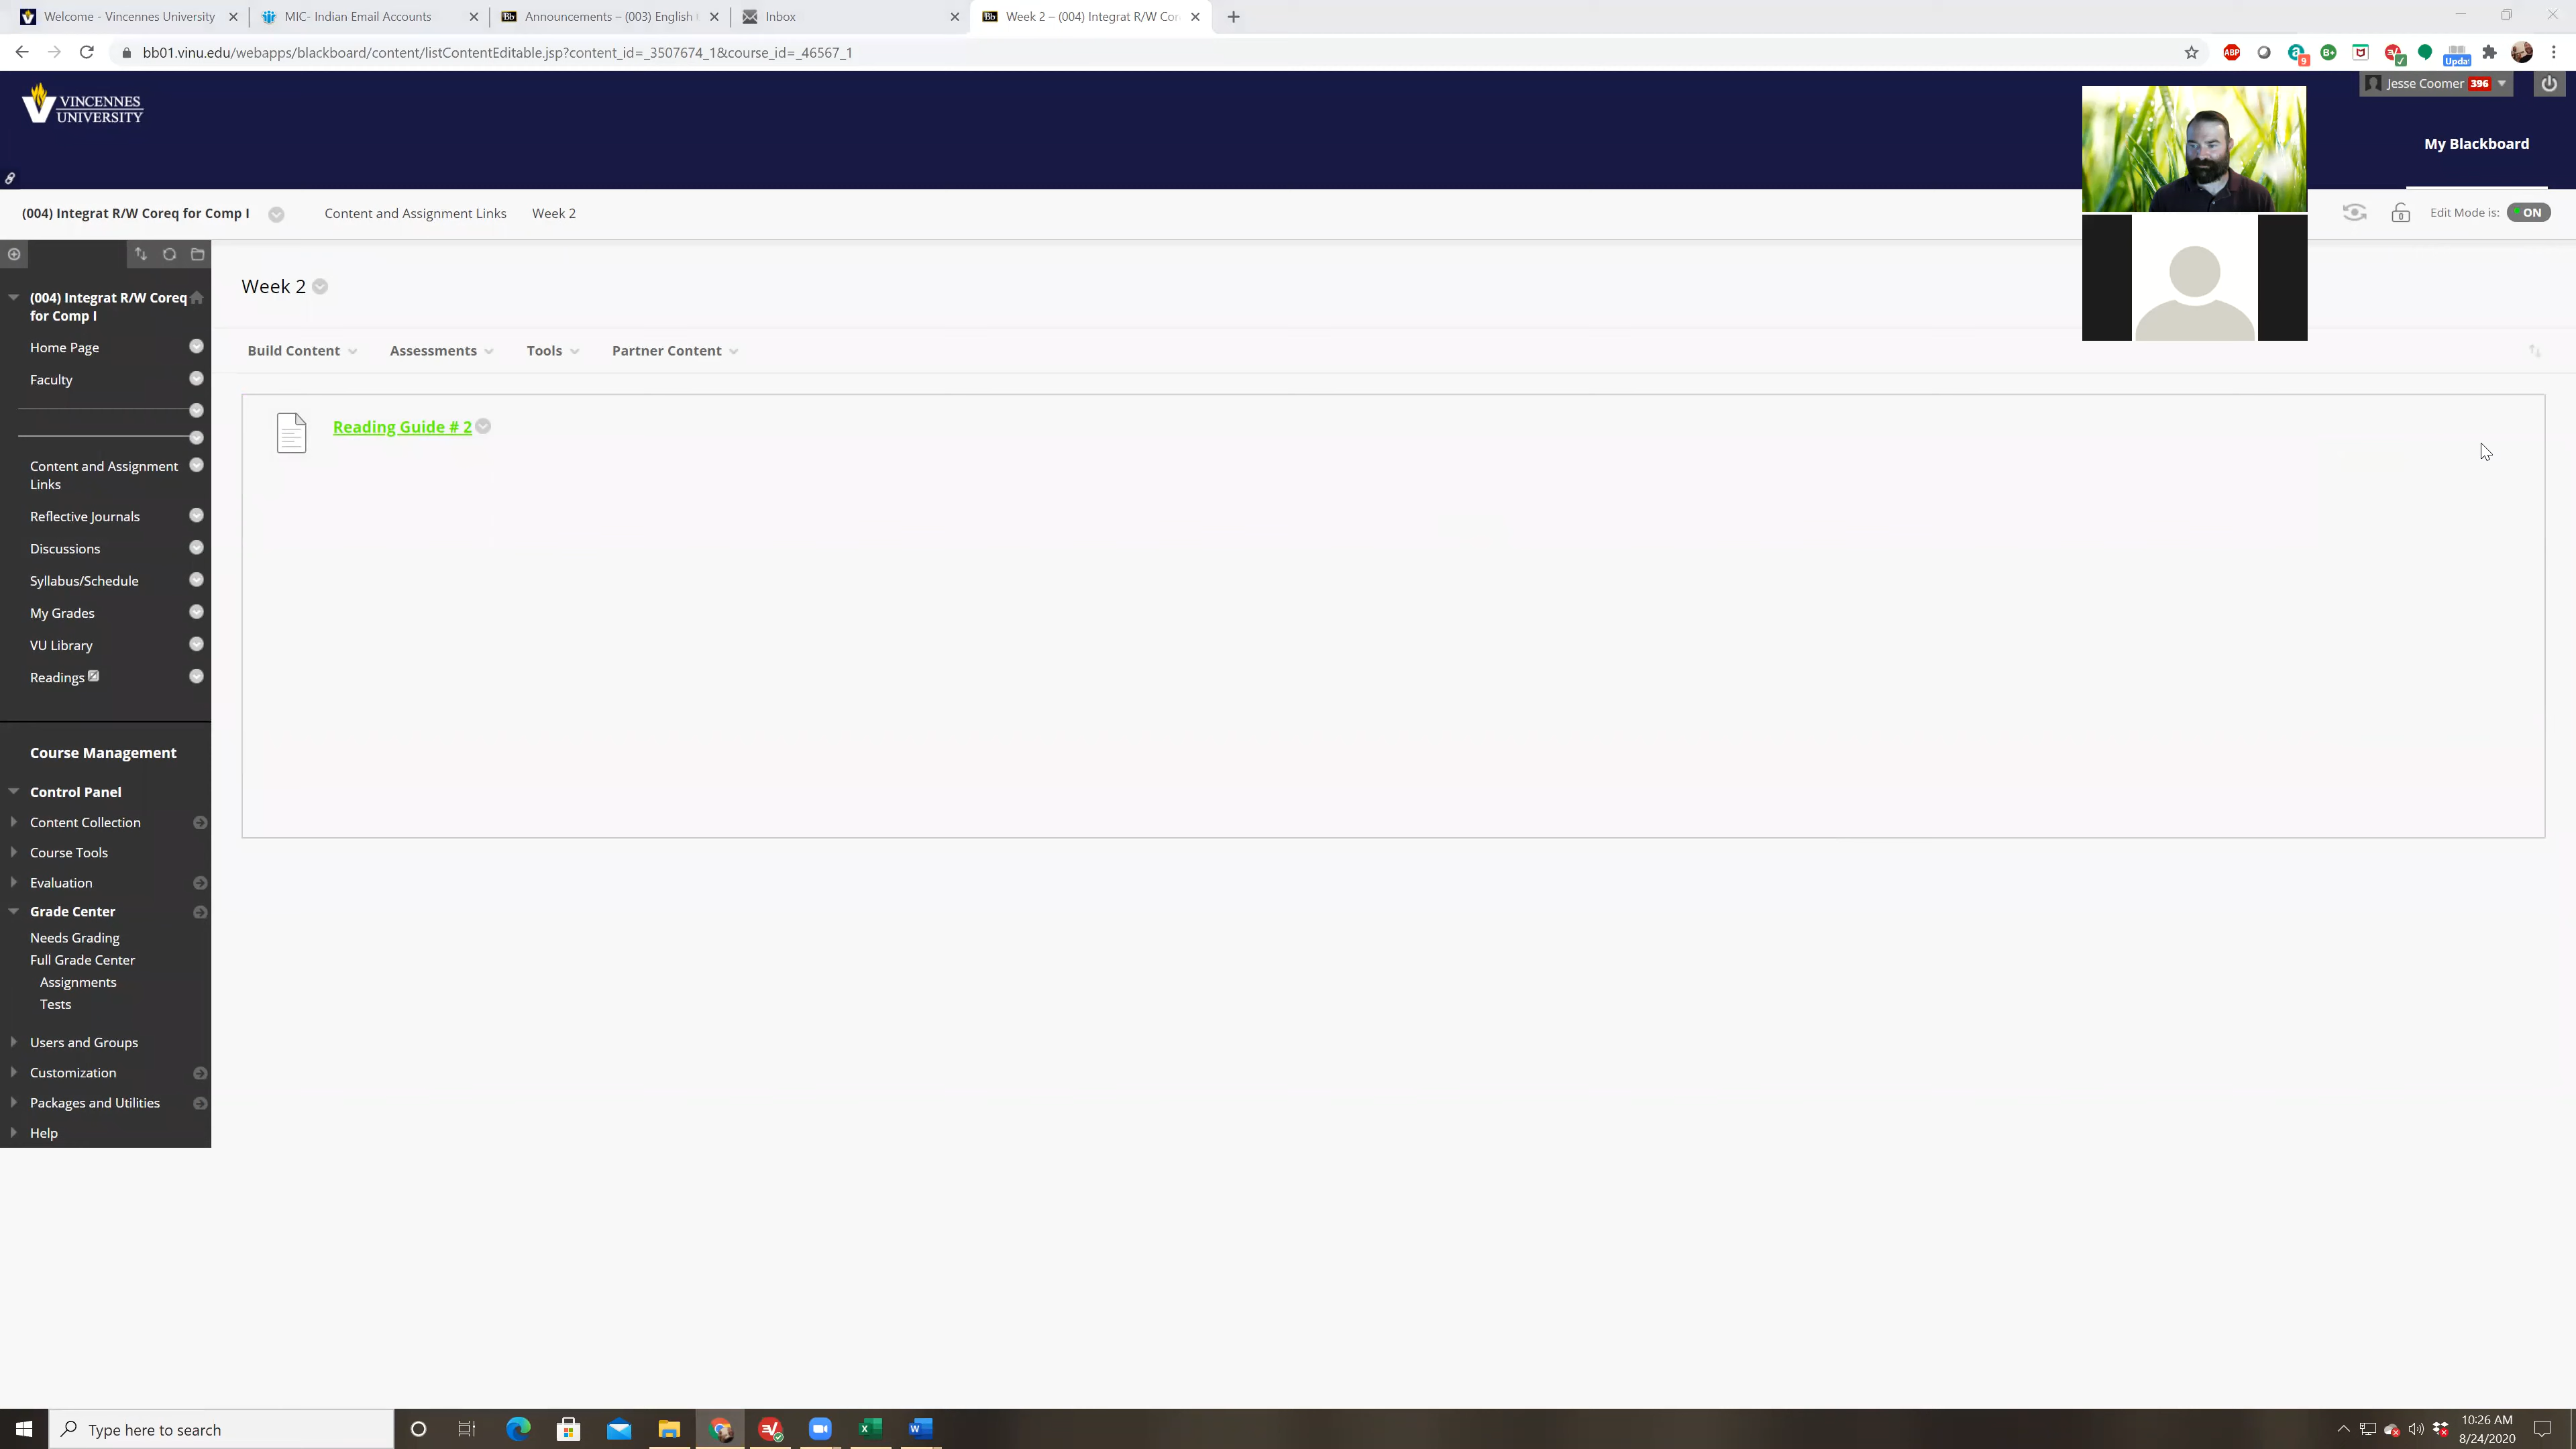 Welcome - Vincennes University
MIC- Indian Email Accounts
Bb Announcements – (003) English
Inbox
Bb Week 2 – (004) Integrat R/W Cor
bb01.vinu.edu/webapps/blackboard/content/listContentEditable.jsp?content_id=_3507674_1&course_id=_46567_1
ABP
9
B+
Updat
VINCENNES
UNIVERSITY
Jesse Coomer 396
My Blackboard
(004) Integrat R/W Coreq for Comp I
Content and Assignment Links
Week 2
Edit Mode is: ON
(004) Integrat R/W Coreq
for Comp I
Home Page
Faculty
Content and Assignment
Links
Reflective Journals
Discussions
Syllabus/Schedule
My Grades
VU Library
Readings
Course Management
Control Panel
Content Collection
Course Tools
Evaluation
Grade Center
Needs Grading
Full Grade Center
Assignments
Tests
Users and Groups
Customization
Packages and Utilities
Help
Week 2
Build Content
Assessments
Tools
Partner Content
Reading Guide # 2
Type here to search
10:26 AM
8/24/2020